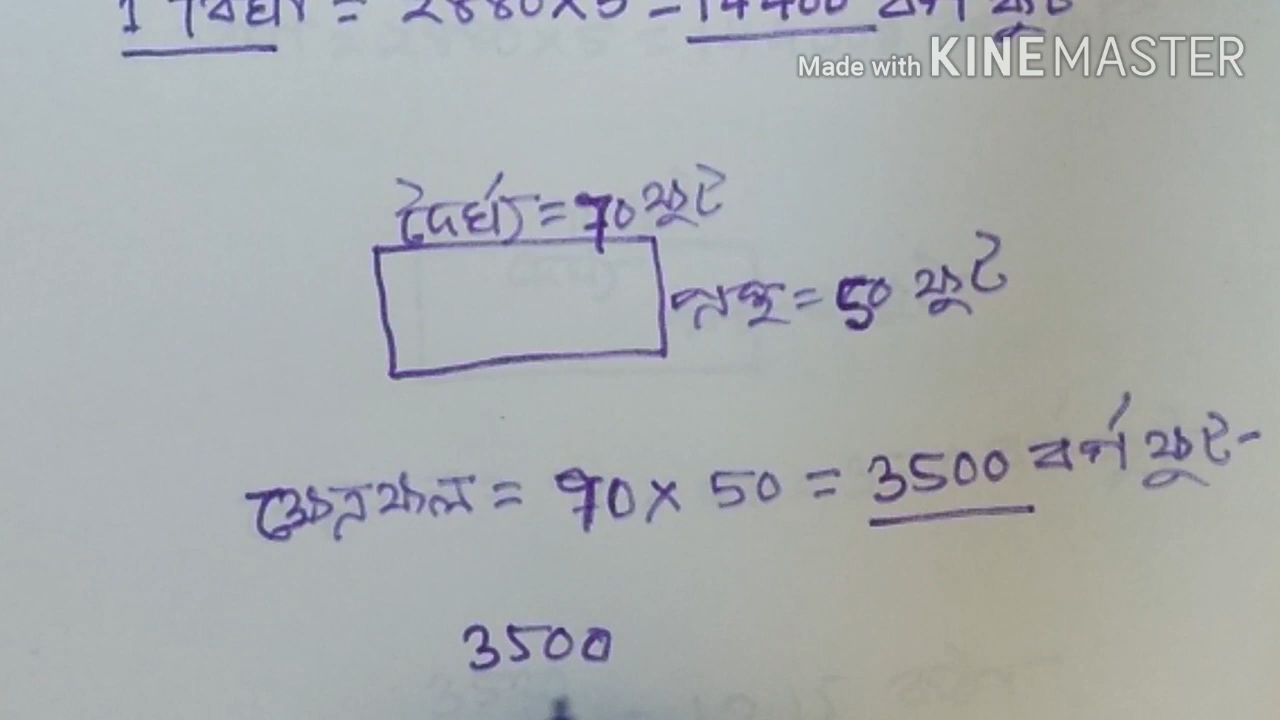 1 বিঘা = 2880×5 = 14400 বর্গ ফুট
Made with KINEMASTER
দৈর্ঘ্য = 70 ফুট
প্রস্থ = 50 ফুট
ক্ষেত্রফল = 70 × 50 = 3500 বর্গ ফুট
3500